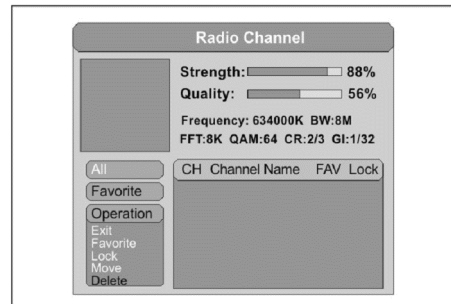 Radio Channel
Strength: 88%
Quality: 56%
Frequency: 634000K BW:8M
FFT:8K QAM:64 CR:2/3 GI:1/32
All
Favorite
Operation
Exit
Favorite
Lock
Move
Delete
CH Channel Name FAV Lock